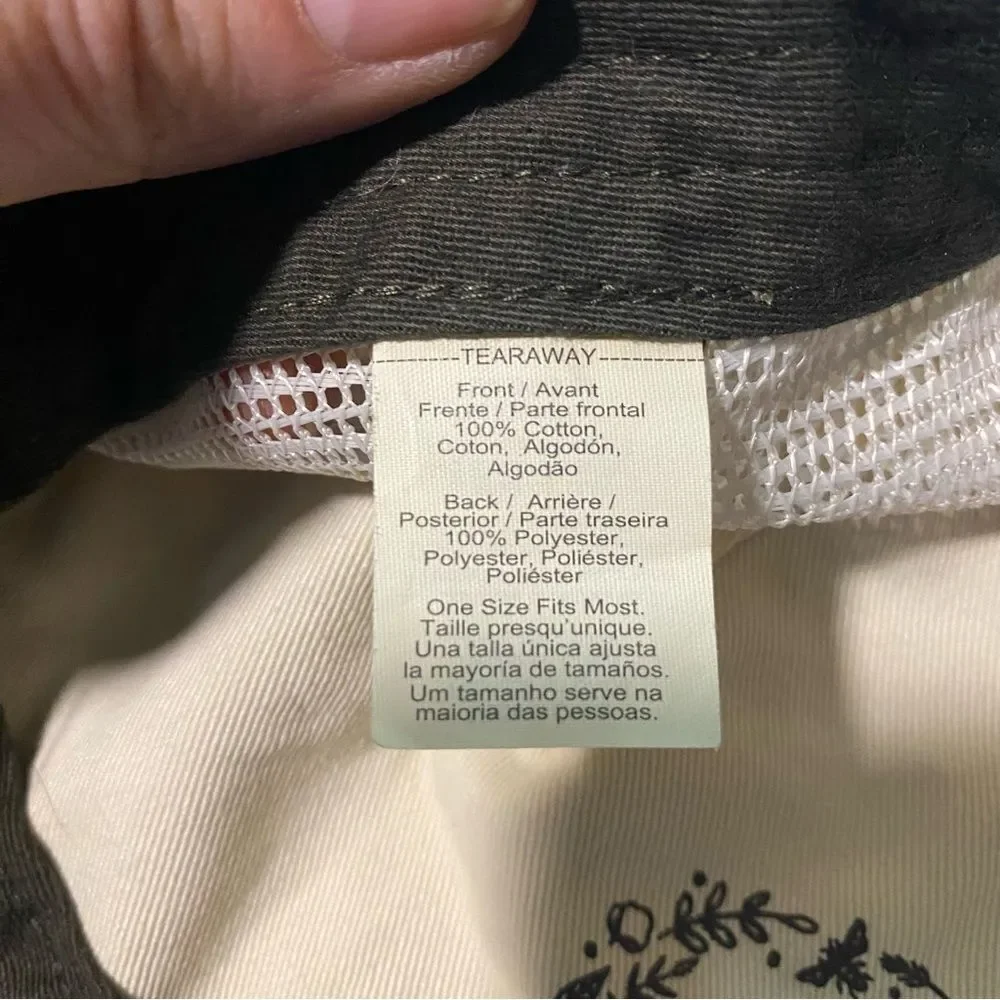 ----------TEARAWAY-------------
Front / Avant
Frente / Parte frontal
100% Cotton,
Coton, Algodón,
Algodão
Back / Arrière /
Posterior / Parte traseira
100% Polyester,
Polyester, Poliéster,
Poliéster
One Size Fits Most.
Taille presqu'unique.
Una talla única ajusta
la mayoría de tamaños.
Um tamanho serve na
maioria das pessoas.